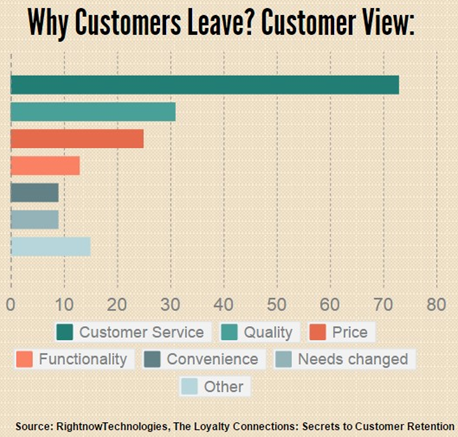 Why Customers Leave? Customer View:
0 10 20 30 40 50 60 70 80
Customer Service Quality Price
Functionality Convenience Needs changed
Other
Source: RightnowTechnologies, The Loyalty Connections: Secrets to Customer Retention